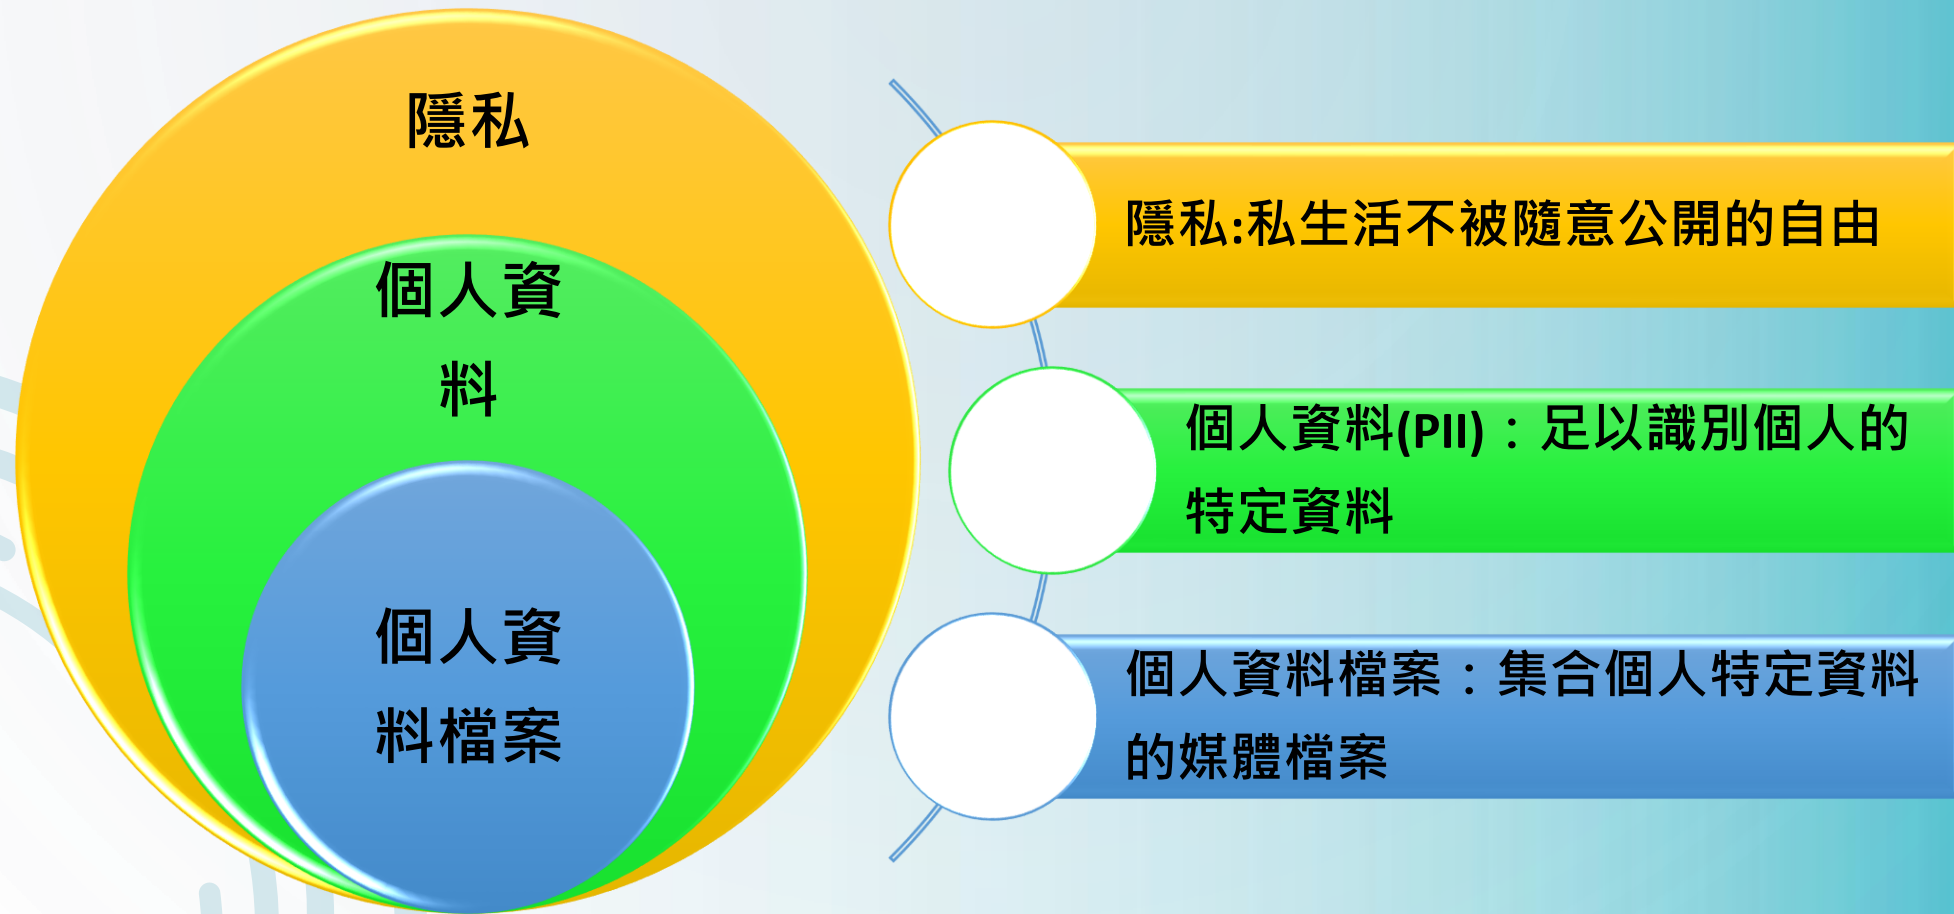 隱私
個人資
料
個人資
料檔案
隱私:私生活不被隨意公開的自由
個人資料(PII)：足以識別個人的
特定資料
個人資料檔案：集合個人特定資料
的媒體檔案